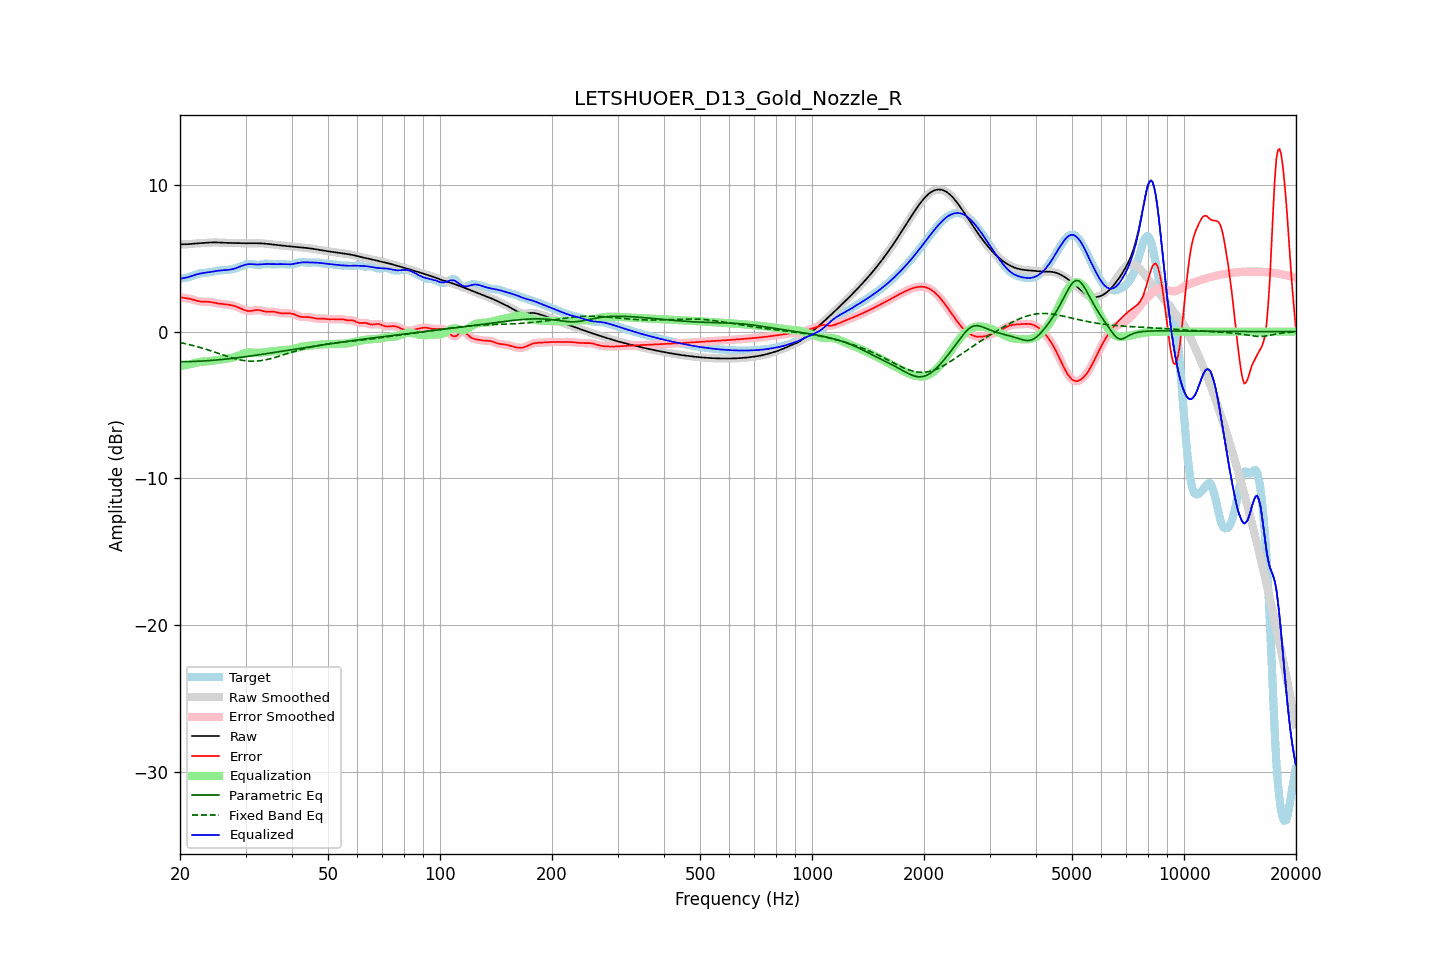 LETSHUOER_D13_Gold_Nozzle_R
10
0
−10
−20
−30
Amplitude (dBr)
Target
Raw Smoothed
Error Smoothed
Raw
Error
Equalization
Parametric Eq
Fixed Band Eq
Equalized
20 50 100 200 500 1000 2000 5000 10000 20000
Frequency (Hz)